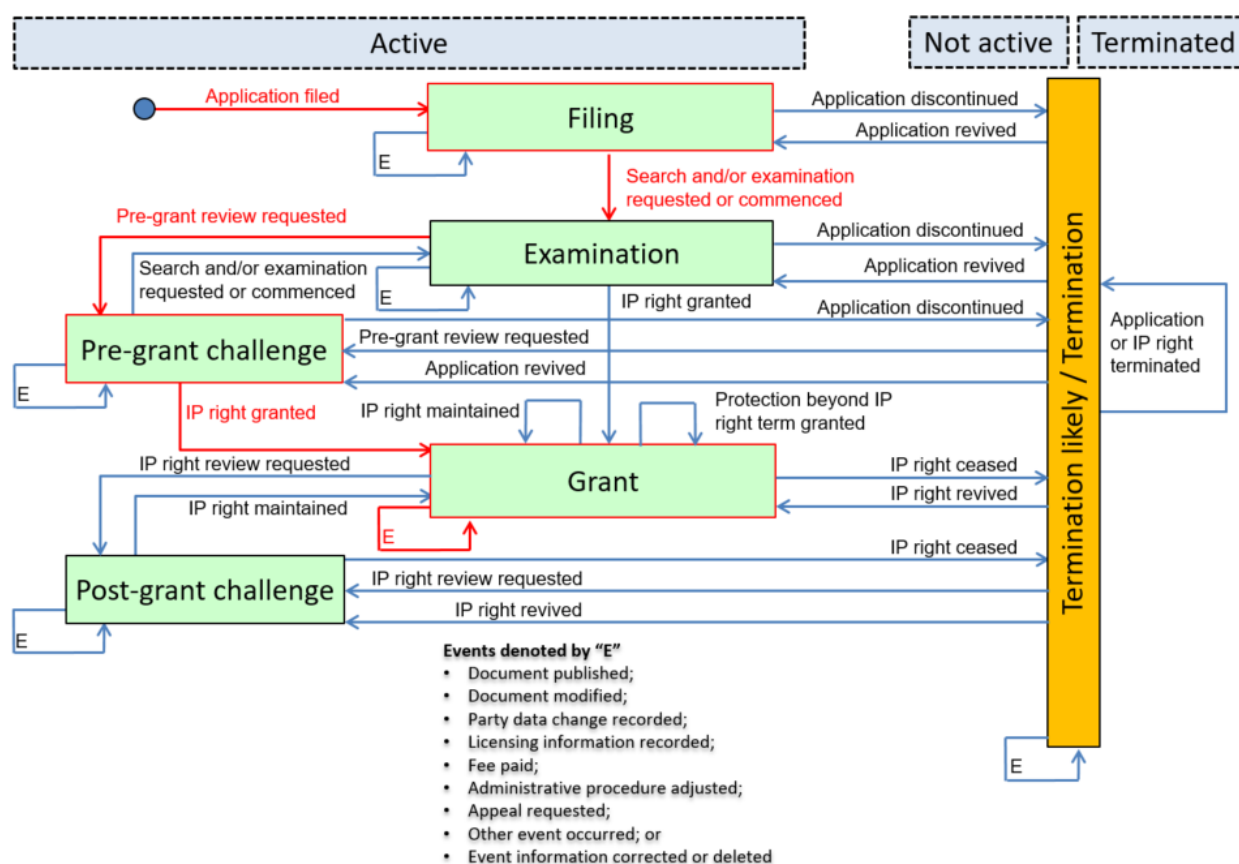 Active
Not active
Terminated
Application filed
Filing
Application discontinued
Application revived
E
Search and/or examination
requested or commenced
Pre-grant review requested
Examination
Application discontinued
Application revived
Search and/or examination
requested or commenced
E
IP right granted
Application discontinued
Pre-grant challenge
Pre-grant review requested
Application revived
E
Application
or IP right
terminated
Termination likely / Termination
IP right granted
IP right maintained
Protection beyond IP
right term granted
IP right review requested
Grant
IP right ceased
IP right revived
IP right maintained
E
IP right ceased
Post-grant challenge
IP right review requested
IP right revived
E
Events denoted by “E”
• Document published;
• Document modified;
• Party data change recorded;
• Licensing information recorded;
• Fee paid;
• Administrative procedure adjusted;
• Appeal requested;
• Other event occurred; or
• Event information corrected or deleted
E